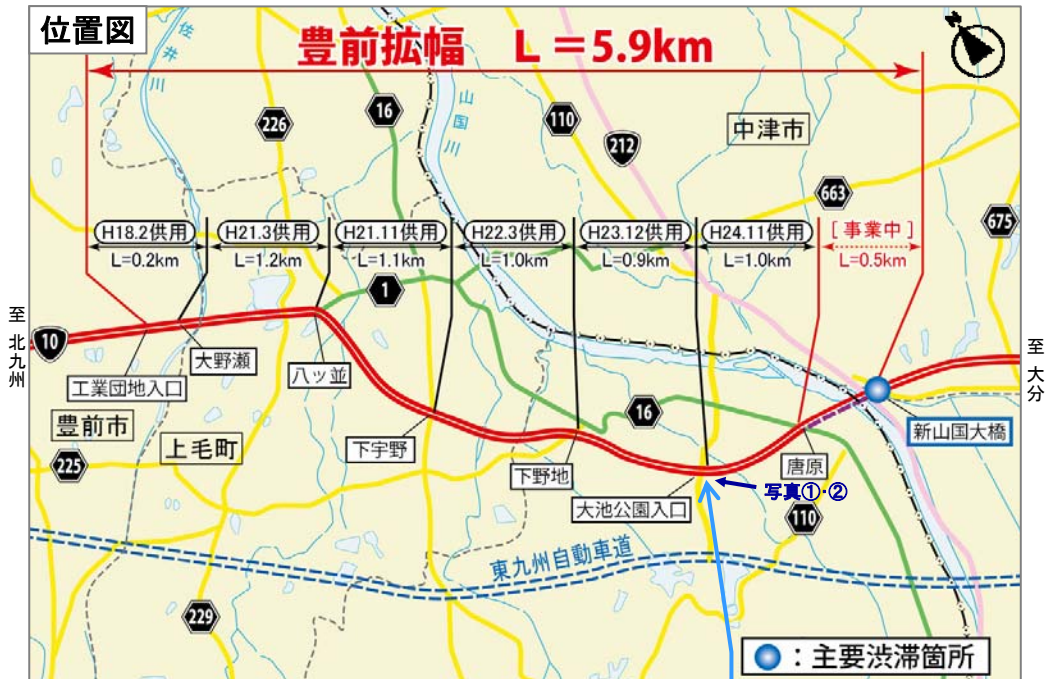 位置図
豊前拡幅 L=5.9km
佐井川
山国川
226
16
110
212
中津市
663
675
H18.2供用
L=0.2km
H21.3供用
L=1.2km
H21.11供用
L=1.1km
H22.3供用
L=1.0km
H23.12供用
L=0.9km
H24.11供用
L=1.0km
[事業中]
L=0.5km
至 北九州
10
1
至 大分
工業団地入口
大野瀬
八ッ並
下宇野
下野地
16
大池公園入口
唐原
新山国大橋
写真①・②
豊前市
上毛町
225
110
東九州自動車道
229
:主要渋滞箇所